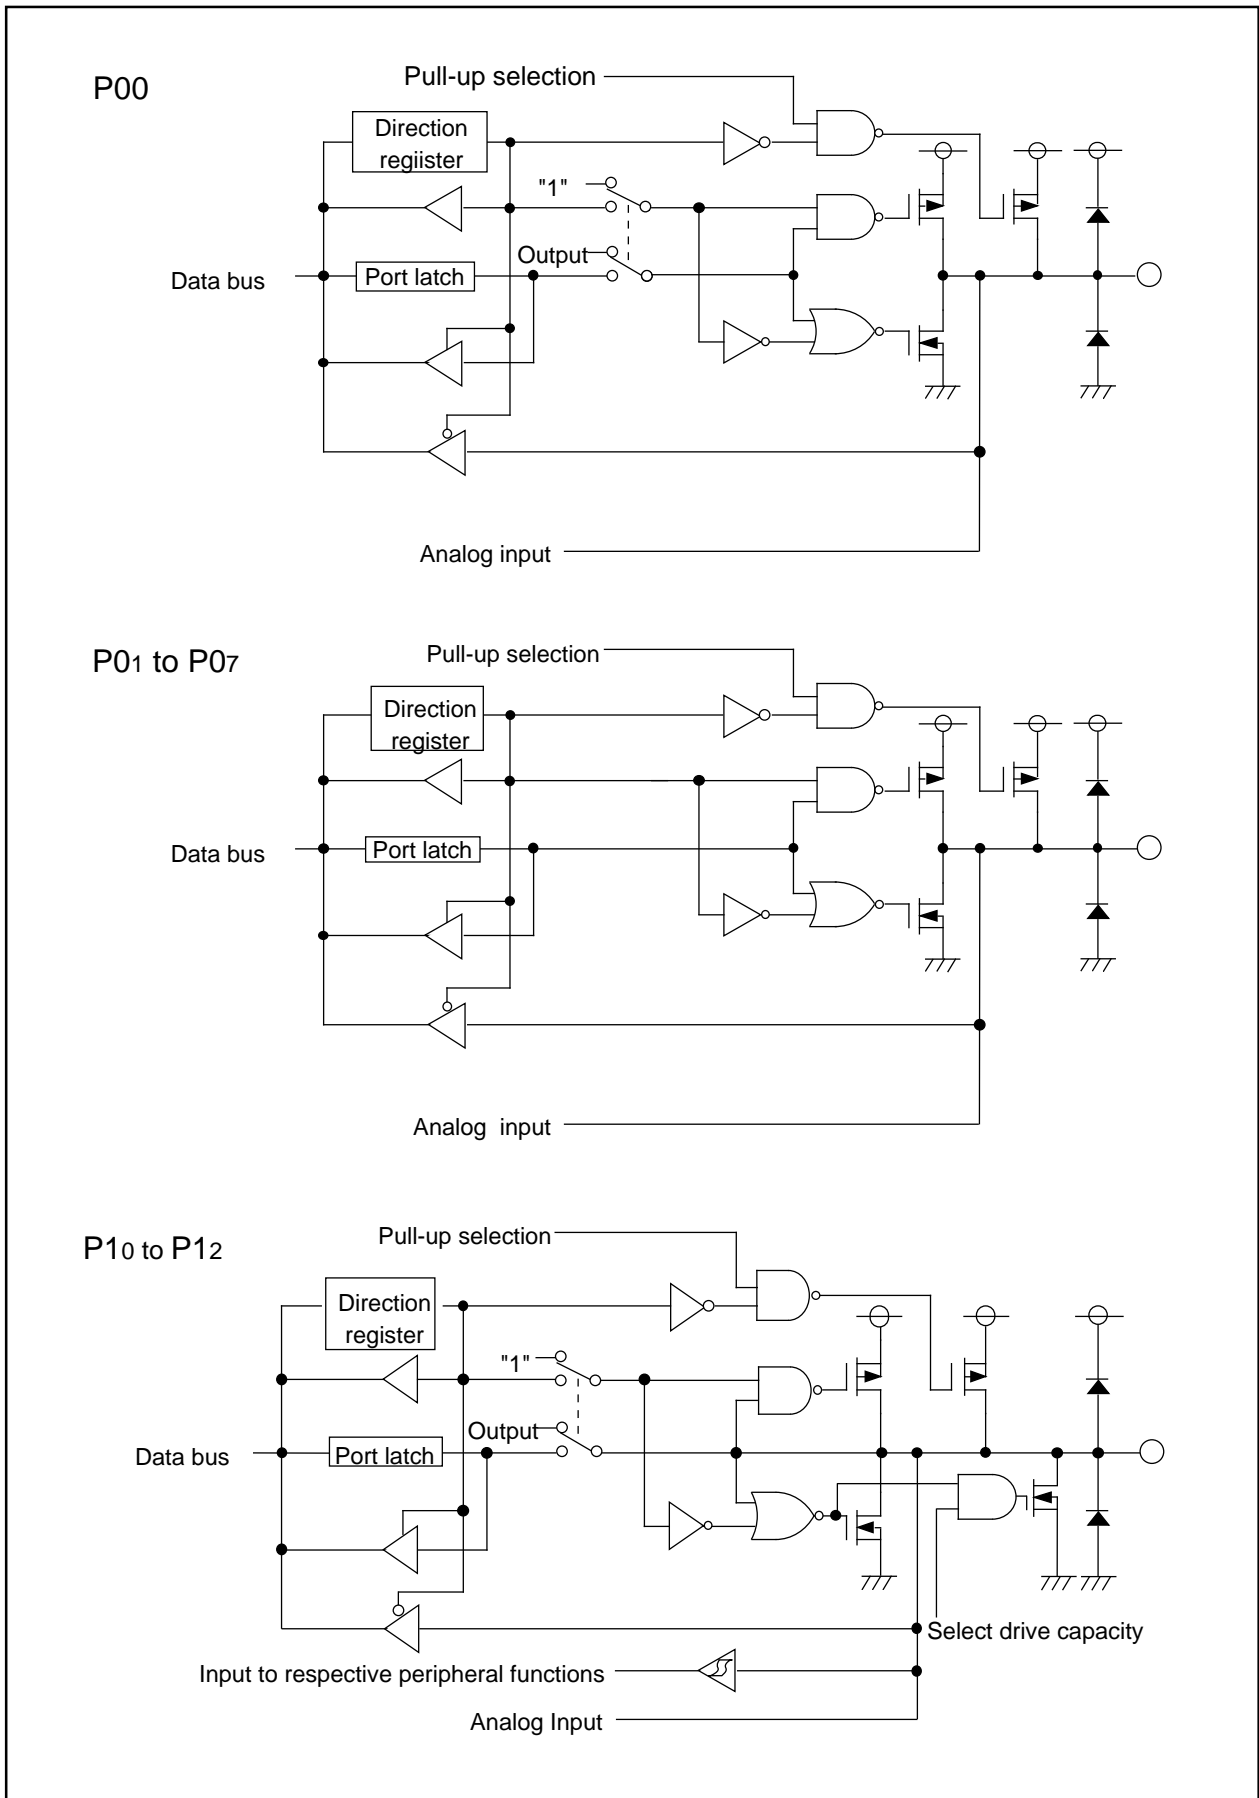 P00
Pull-up selection
Direction
regiister
"1"
Output
Data bus
Port latch
Analog input
P01 to P07
Pull-up selection
Direction
register
Data bus
Port latch
Analog input
P10 to P12
Pull-up selection
Direction
register
"1"
Output
Data bus
Port latch
Select drive capacity
Input to respective peripheral functions
Analog Input